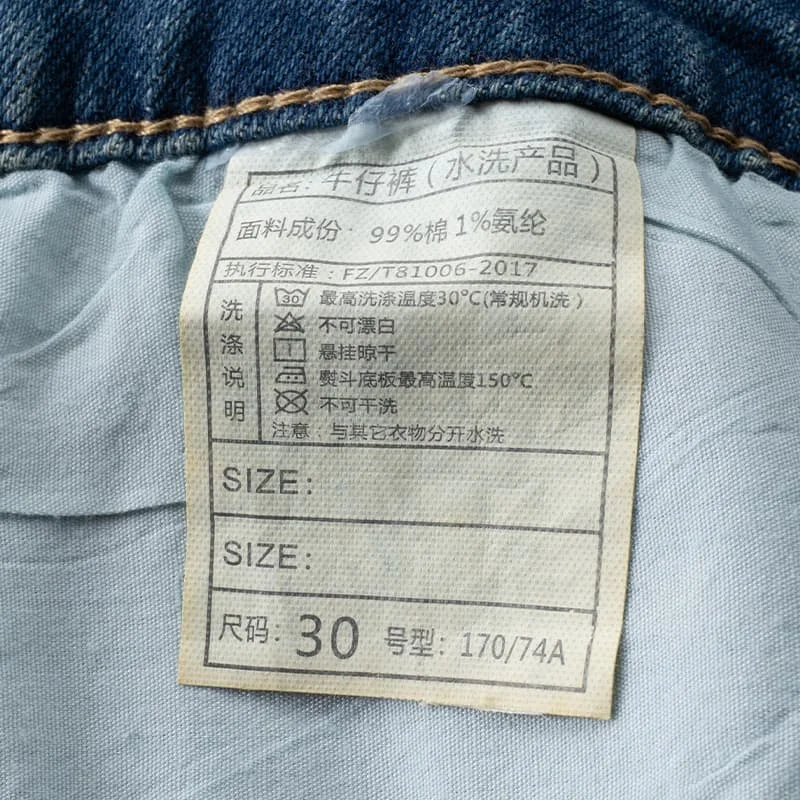 品名：牛仔裤(水洗产品)
面料成份：99%棉 1%氨纶
执行标准：FZ/T81006-2017
洗涤说明
30 最高洗涤温度30℃(常规机洗)
不可漂白
悬挂晾干
熨斗底板最高温度150℃
不可干洗
注意：与其它衣物分开水洗
SIZE:
SIZE:
尺码：30 号型：170/74A